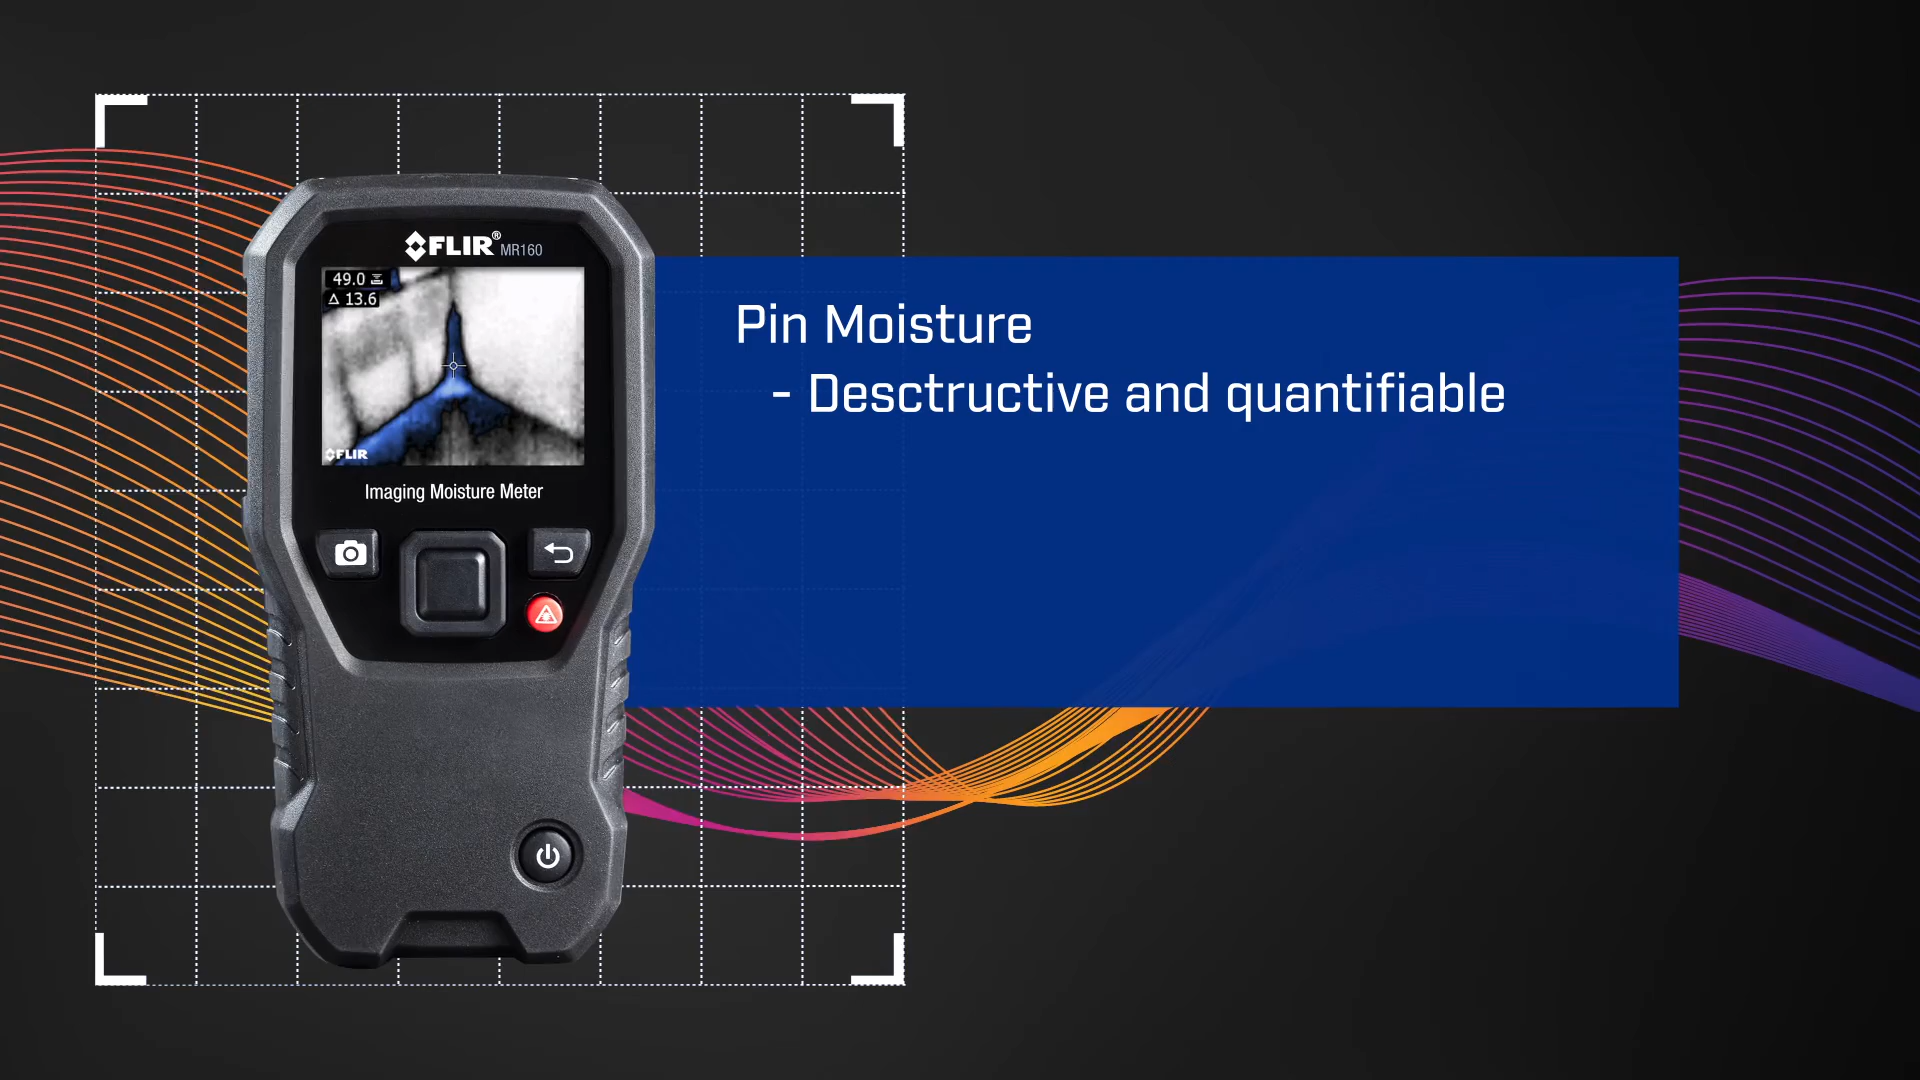 FLIR® MR160
49.0
Δ 13.6
FLIR
Imaging Moisture Meter
Pin Moisture
- Desctructive and quantifiable